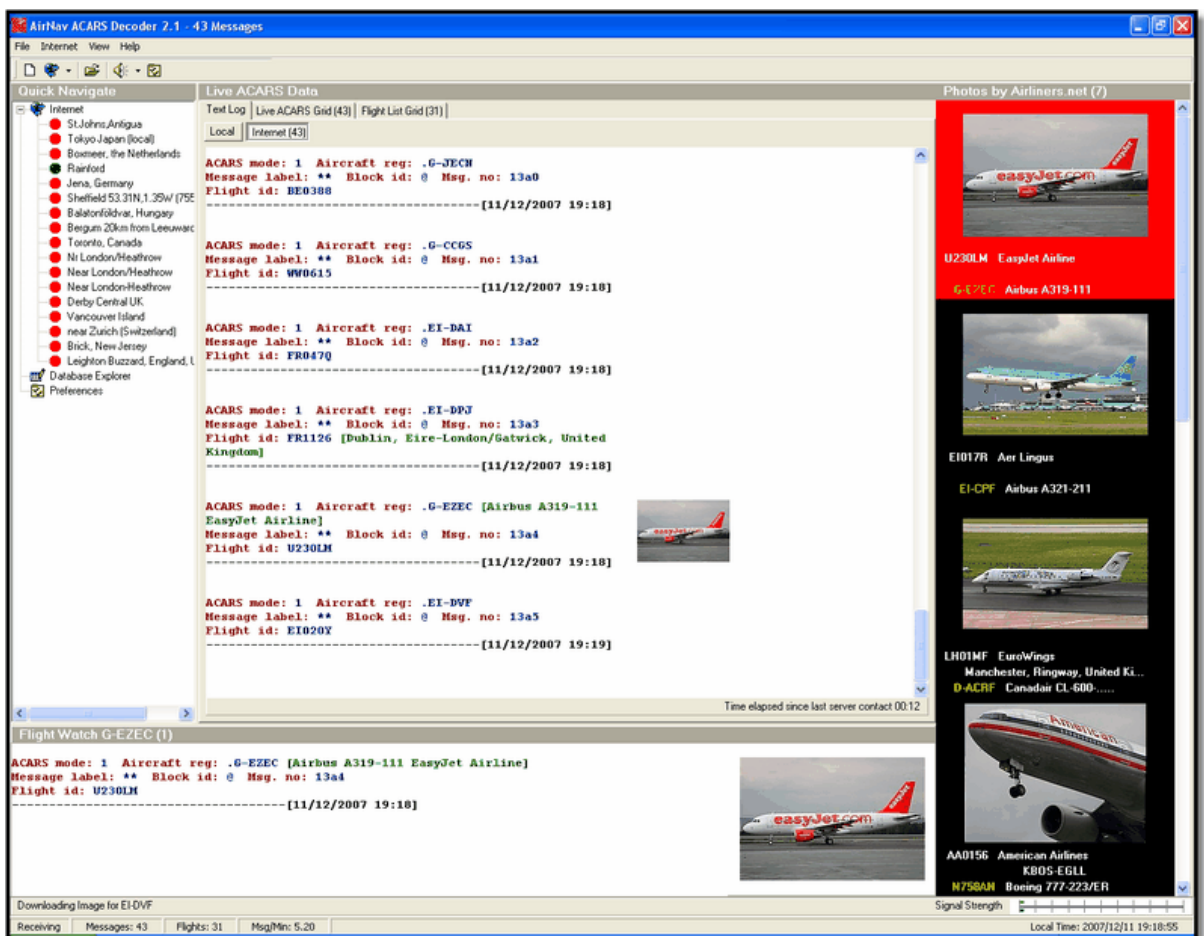 AirNav ACARS Decoder 2.1 - 43 Messages
File Internet View Help
Quick Navigate
Internet
St.Johns,Antigua
Tokyo Japan (local)
Boxmeer, the Netherlands
Rainford
Jena, Germany
Sheffield 53.31N,1.35W (755
Balatonföldvar, Hungary
Bergum 20km from Leeuward
Toronto, Canada
Nr London/Heathrow
Near London/Heathrow
Near London-Heathrow
Derby Central UK
Vancouver Island
near Zurich (Switzerland)
Brick, New Jersey
Leighton Buzzard, England, U
Database Explorer
Preferences
Live ACARS Data
Text Log Live ACARS Grid (43) Flight List Grid (31)
Local Internet (43)
ACARS mode: 1 Aircraft reg: .G-JECN
Message label: ** Block id: @ Msg. no: 13a0
Flight id: BE0388
-----------------------------------[11/12/2007 19:18]
ACARS mode: 1 Aircraft reg: .G-CCGS
Message label: ** Block id: @ Msg. no: 13a1
Flight id: WW0615
-----------------------------------[11/12/2007 19:18]
ACARS mode: 1 Aircraft reg: .EI-DAI
Message label: ** Block id: @ Msg. no: 13a2
Flight id: FR047Q
-----------------------------------[11/12/2007 19:18]
ACARS mode: 1 Aircraft reg: .EI-DPJ
Message label: ** Block id: @ Msg. no: 13a3
Flight id: FR1126 [Dublin, Eire-London/Gatwick, United
Kingdom]
-----------------------------------[11/12/2007 19:18]
ACARS mode: 1 Aircraft reg: .G-EZEC [Airbus A319-111
EasyJet Airline]
Message label: ** Block id: @ Msg. no: 13a4
Flight id: U230LM
-----------------------------------[11/12/2007 19:18]
easyJet.com
ACARS mode: 1 Aircraft reg: .EI-DVF
Message label: ** Block id: @ Msg. no: 13a5
Flight id: EI020Y
-----------------------------------[11/12/2007 19:19]
Time elapsed since last server contact 00:12
Photos by Airliners.net (7)
easyJet.com
easyJet
U230LM EasyJet Airline
G-EZEC Airbus A319-111
EI017R Aer Lingus
EI-CPF Airbus A321-211
LH01MF EuroWings
Manchester, Ringway, United Ki...
D-ACRF Canadair CL-600-.....
American
AA0156 American Airlines
KBOS-EGLL
N758AN Boeing 777-223/ER
Flight Watch G-EZEC (1)
ACARS mode: 1 Aircraft reg: .G-EZEC [Airbus A319-111 EasyJet Airline]
Message label: ** Block id: @ Msg. no: 13a4
Flight id: U230LM
-----------------------------------[11/12/2007 19:18]
easyJet.com
easyJet
Downloading Image for EI-DVF
Signal Strength
Receiving Messages: 43 Flights: 31 Msg/Min: 5.20
Local Time: 2007/12/11 19:18:55